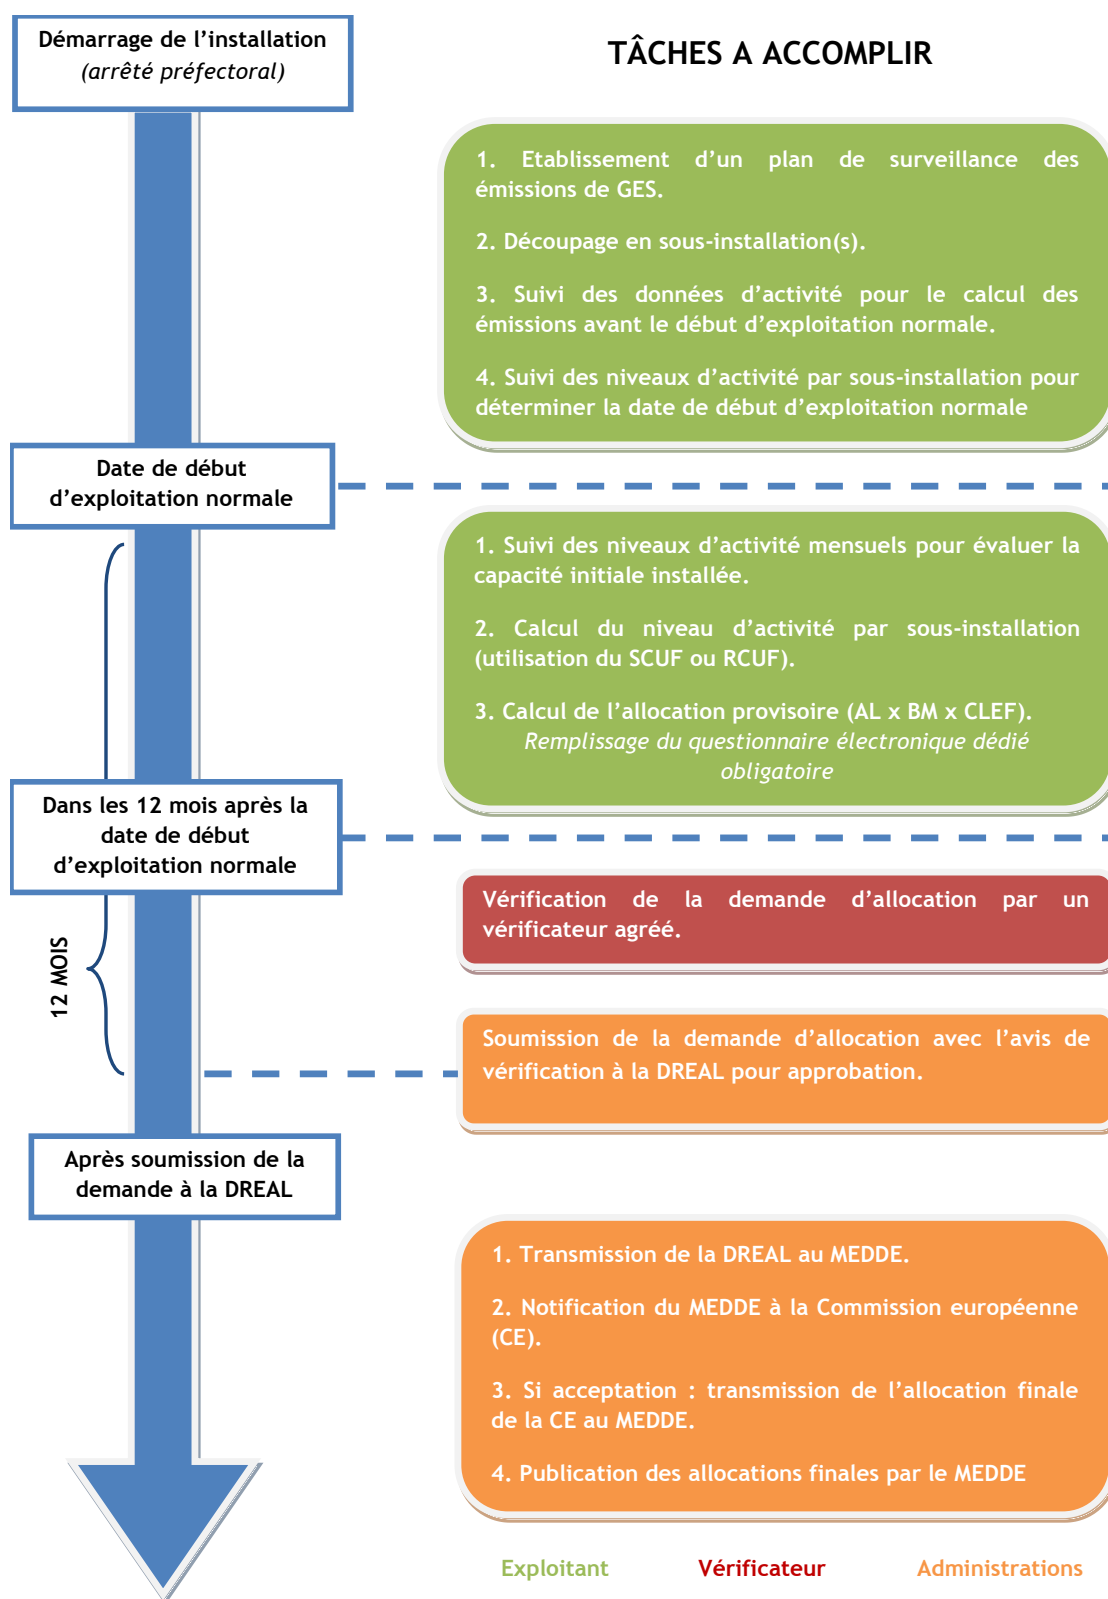 Démarrage de l’installation
(arrêté préfectoral)
TÂCHES A ACCOMPLIR
1. Etablissement d’un plan de surveillance des
émissions de GES.
2. Découpage en sous-installation(s).
3. Suivi des données d’activité pour le calcul des
émissions avant le début d’exploitation normale.
4. Suivi des niveaux d’activité par sous-installation pour
déterminer la date de début d’exploitation normale
Date de début
d’exploitation normale
1. Suivi des niveaux d’activité mensuels pour évaluer la
capacité initiale installée.
2. Calcul du niveau d’activité par sous-installation
(utilisation du SCUF ou RCUF).
3. Calcul de l’allocation provisoire (AL x BM x CLEF).
Remplissage du questionnaire électronique dédié
obligatoire
Dans les 12 mois après la
date de début
d’exploitation normale
Vérification de la demande d’allocation par un
vérificateur agréé.
12 MOIS
Soumission de la demande d’allocation avec l’avis de
vérification à la DREAL pour approbation.
Après soumission de la
demande à la DREAL
1. Transmission de la DREAL au MEDDE.
2. Notification du MEDDE à la Commission européenne
(CE).
3. Si acceptation : transmission de l’allocation finale
de la CE au MEDDE.
4. Publication des allocations finales par le MEDDE
Exploitant
Vérificateur
Administrations